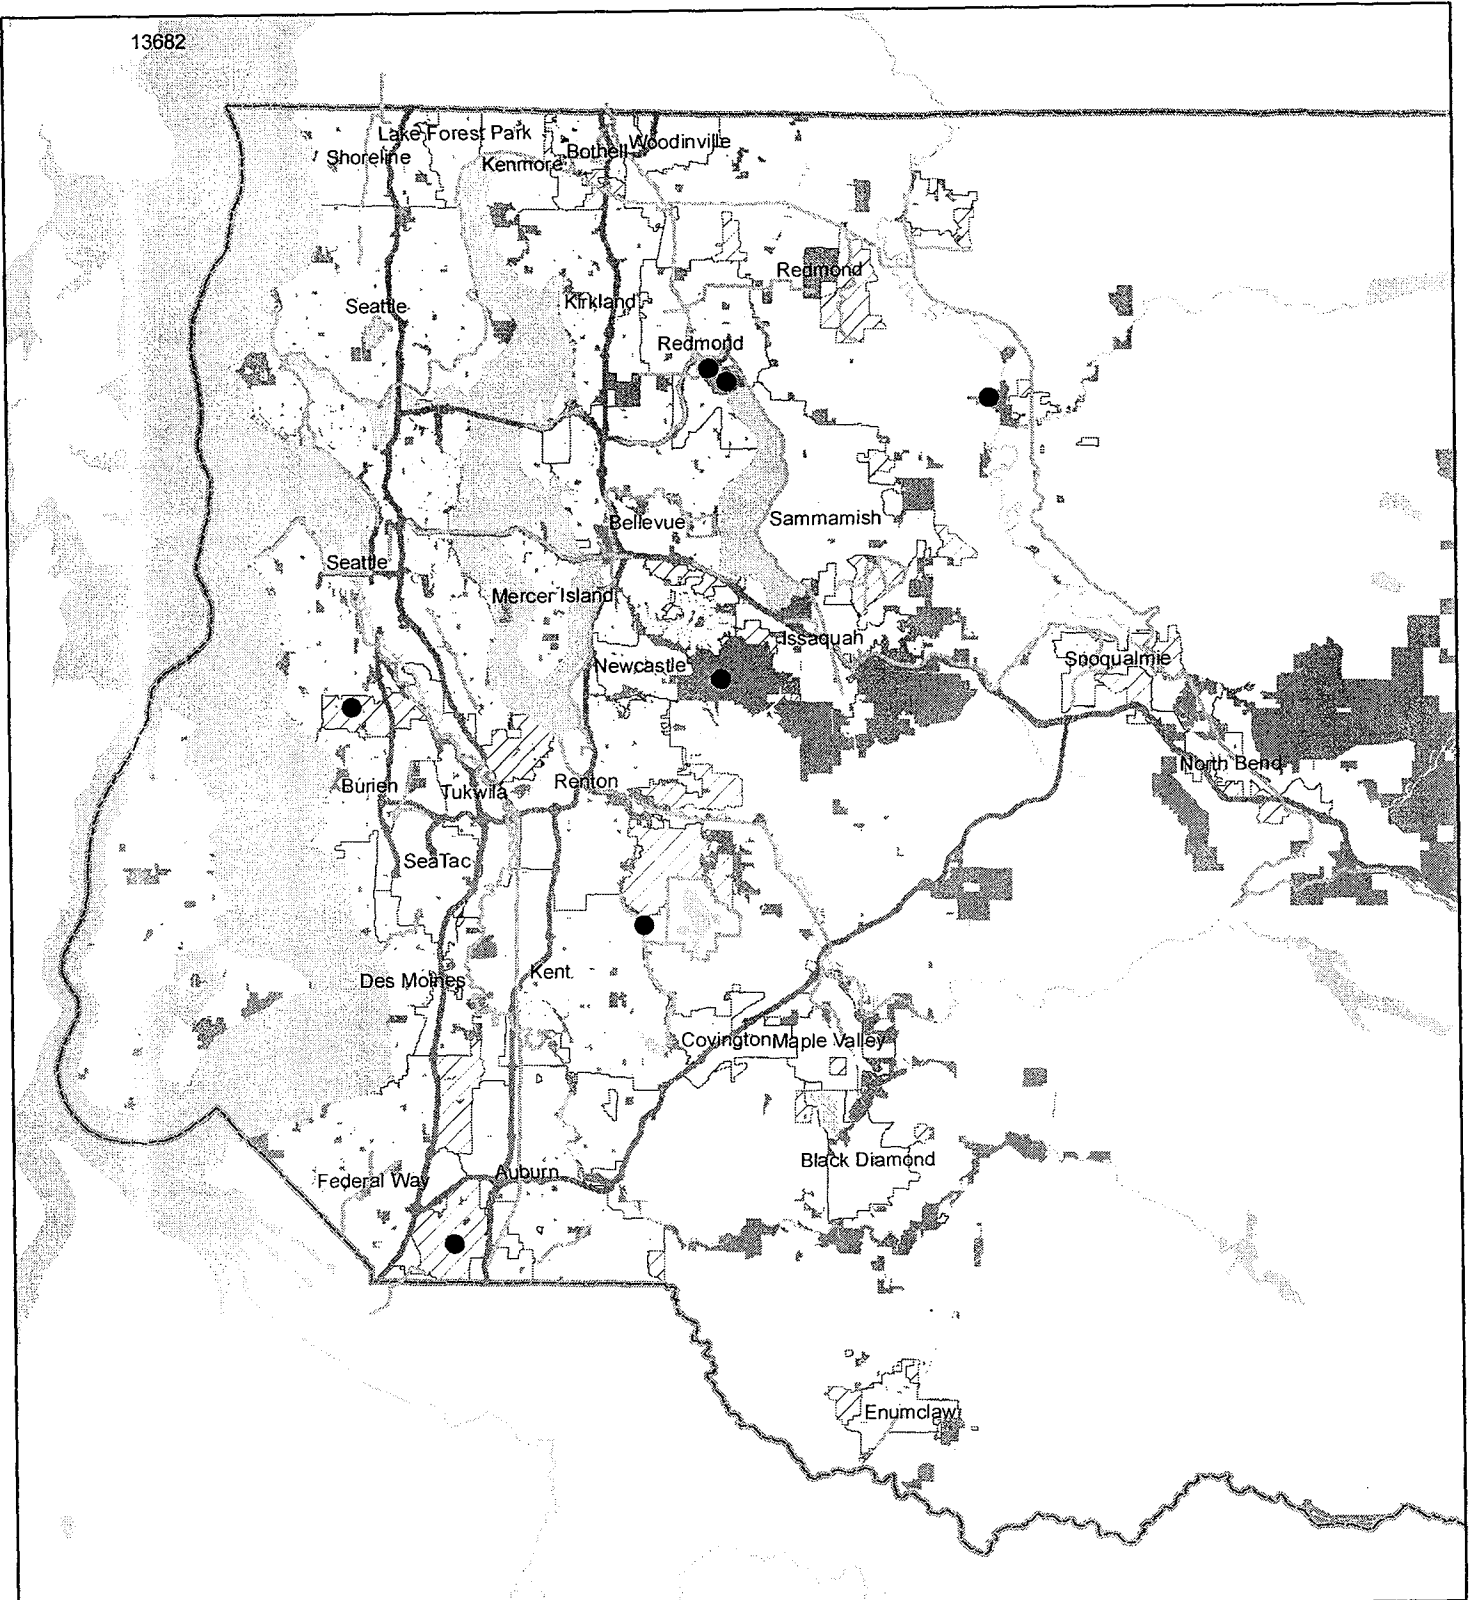 13682
Lake Forest Park
Shoreline
Kenmore
Bothell
Woodinville
Redmond
Seattle
Kirkland
Redmond
Bellevue
Sammamish
Seattle
Mercer Island
Issaquah
Newcastle
Snoqualmie
North Bend
Burien
Tukwila
Renton
SeaTac
Des Moines
Kent
Covington
Maple Valley
Black Diamond
Federal Way
Auburn
Enumclaw